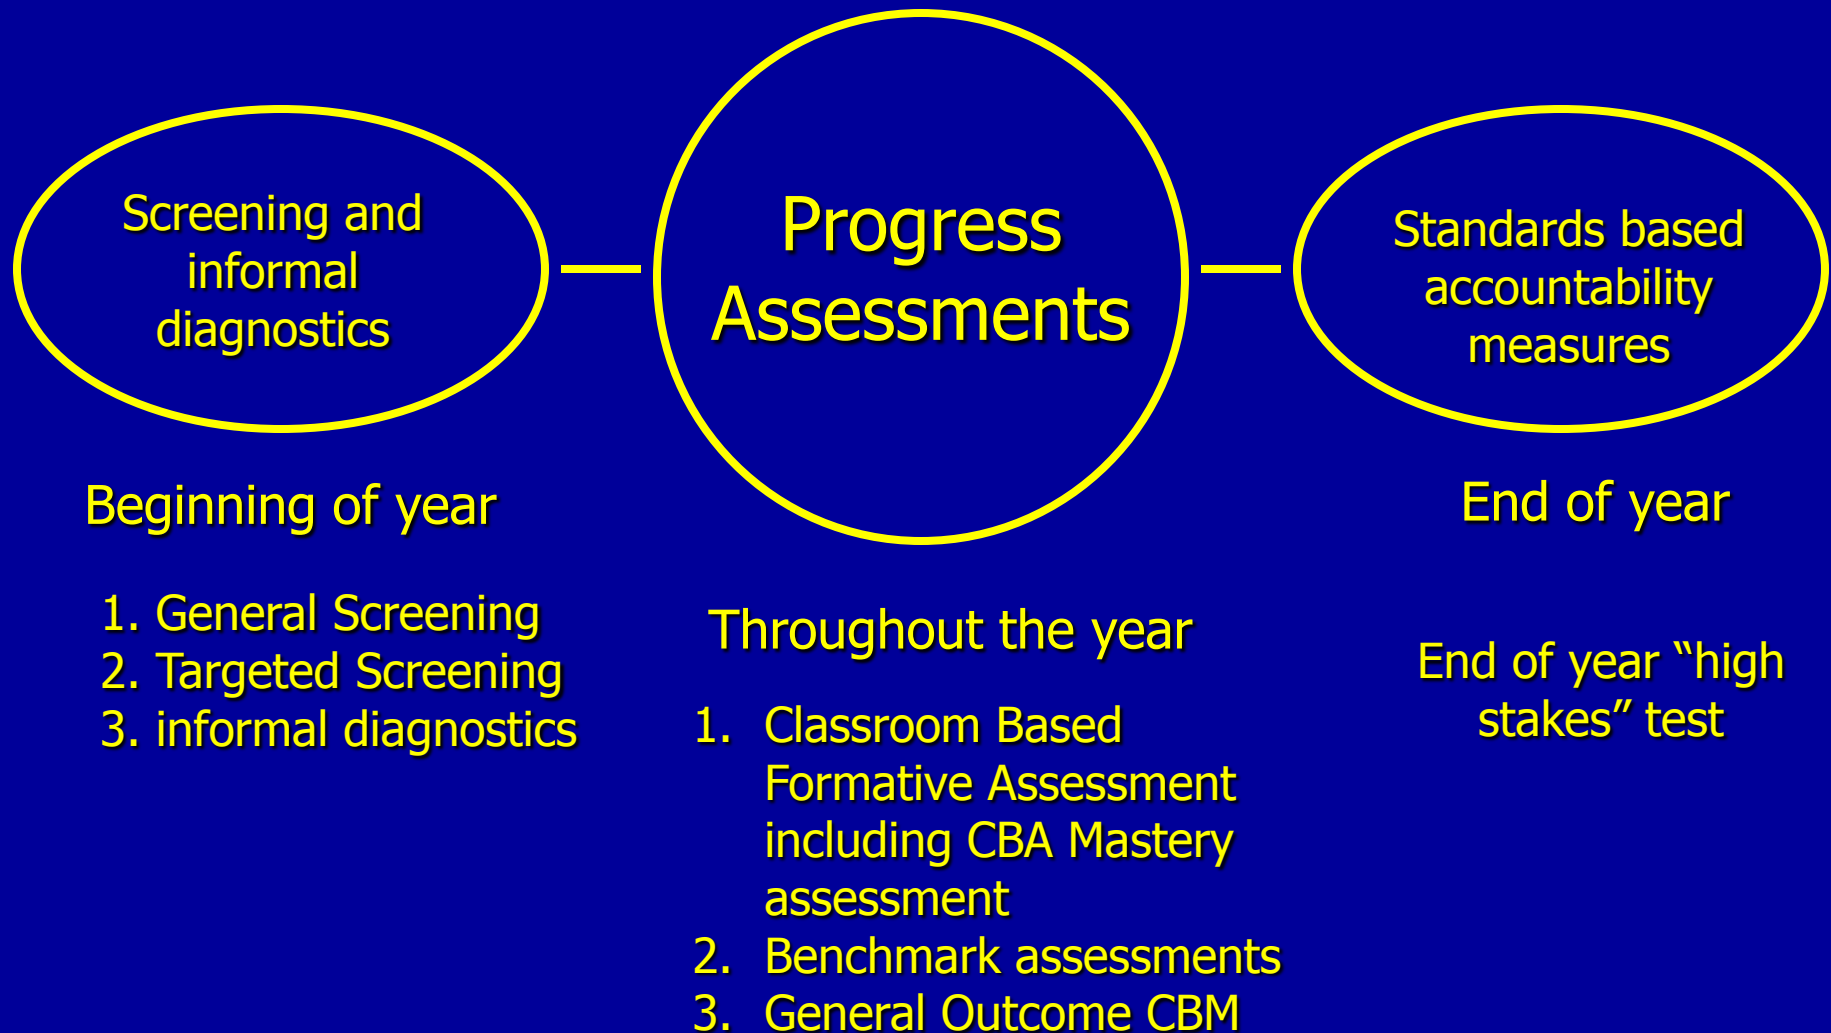 Screening and
informal
diagnostics
Beginning of year
1. General Screening
2. Targeted Screening
3. informal diagnostics
Progress
Assessments
Throughout the year
1. Classroom Based
Formative Assessment
including CBA Mastery
assessment
2. Benchmark assessments
3. General Outcome CBM
Standards based
accountability
measures
End of year
End of year “high
stakes” test